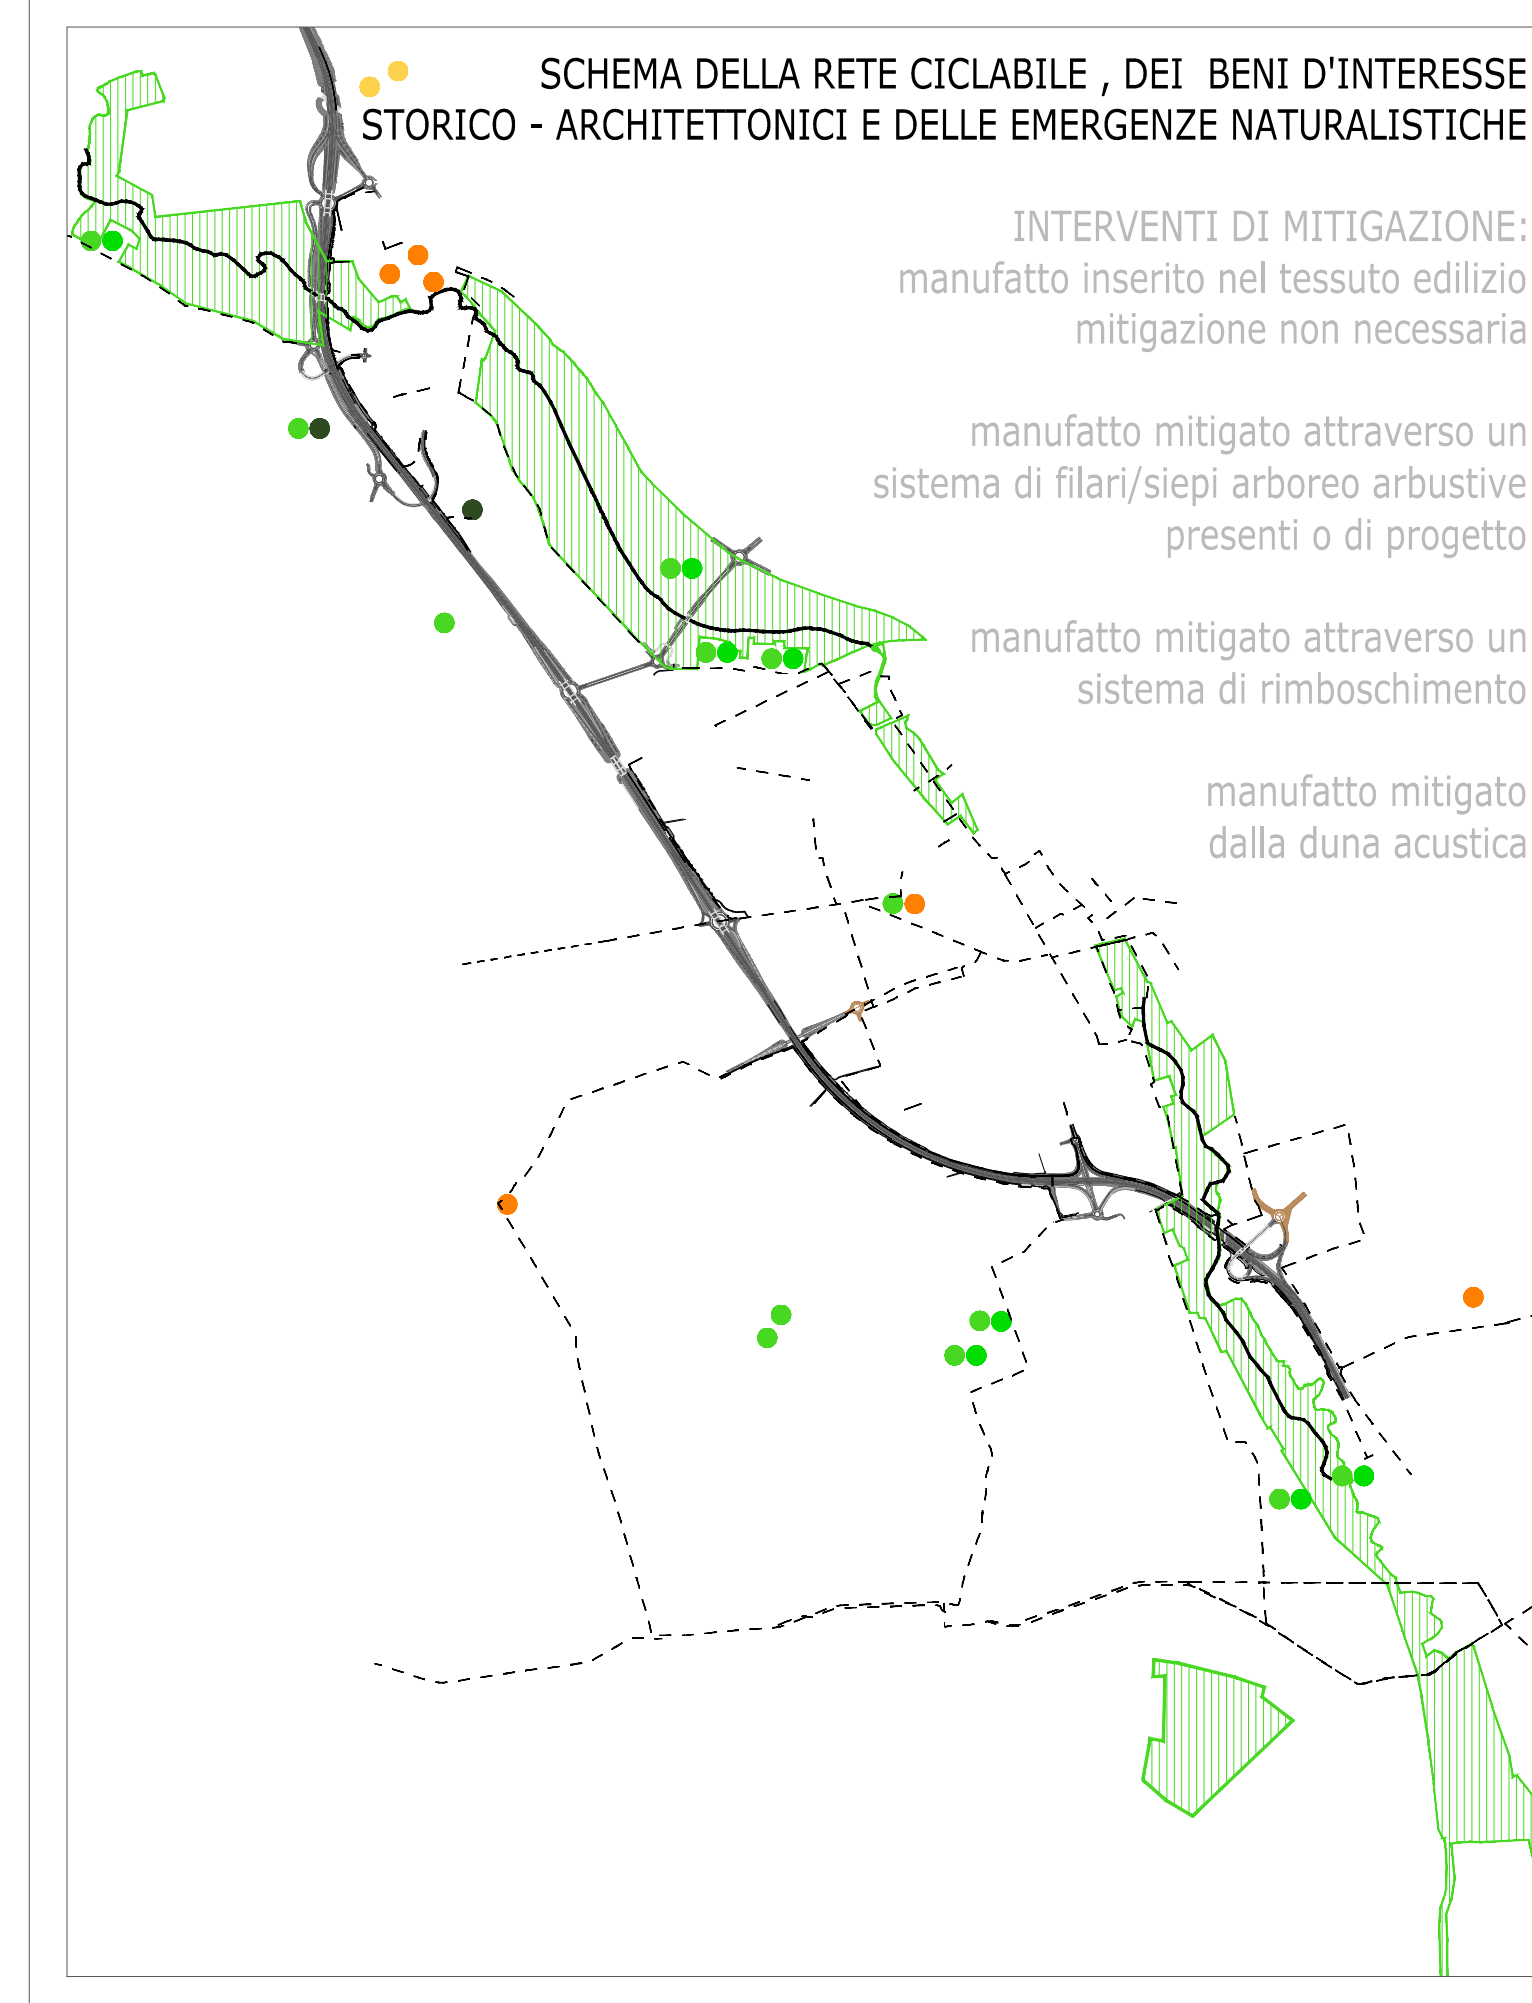 SCHEMA DELLA RETE CICLABILE , DEI BENI D'INTERESSE
STORICO - ARCHITETTONICI E DELLE EMERGENZE NATURALISTICHE
INTERVENTI DI MITIGAZIONE:
manufatto inserito nel tessuto edilizio
mitigazione non necessaria
manufatto mitigato attraverso un
sistema di filari/siepi arboreo arbustive
presenti o di progetto
manufatto mitigato attraverso un
sistema di rimboschimento
manufatto mitigato
dalla duna acustica